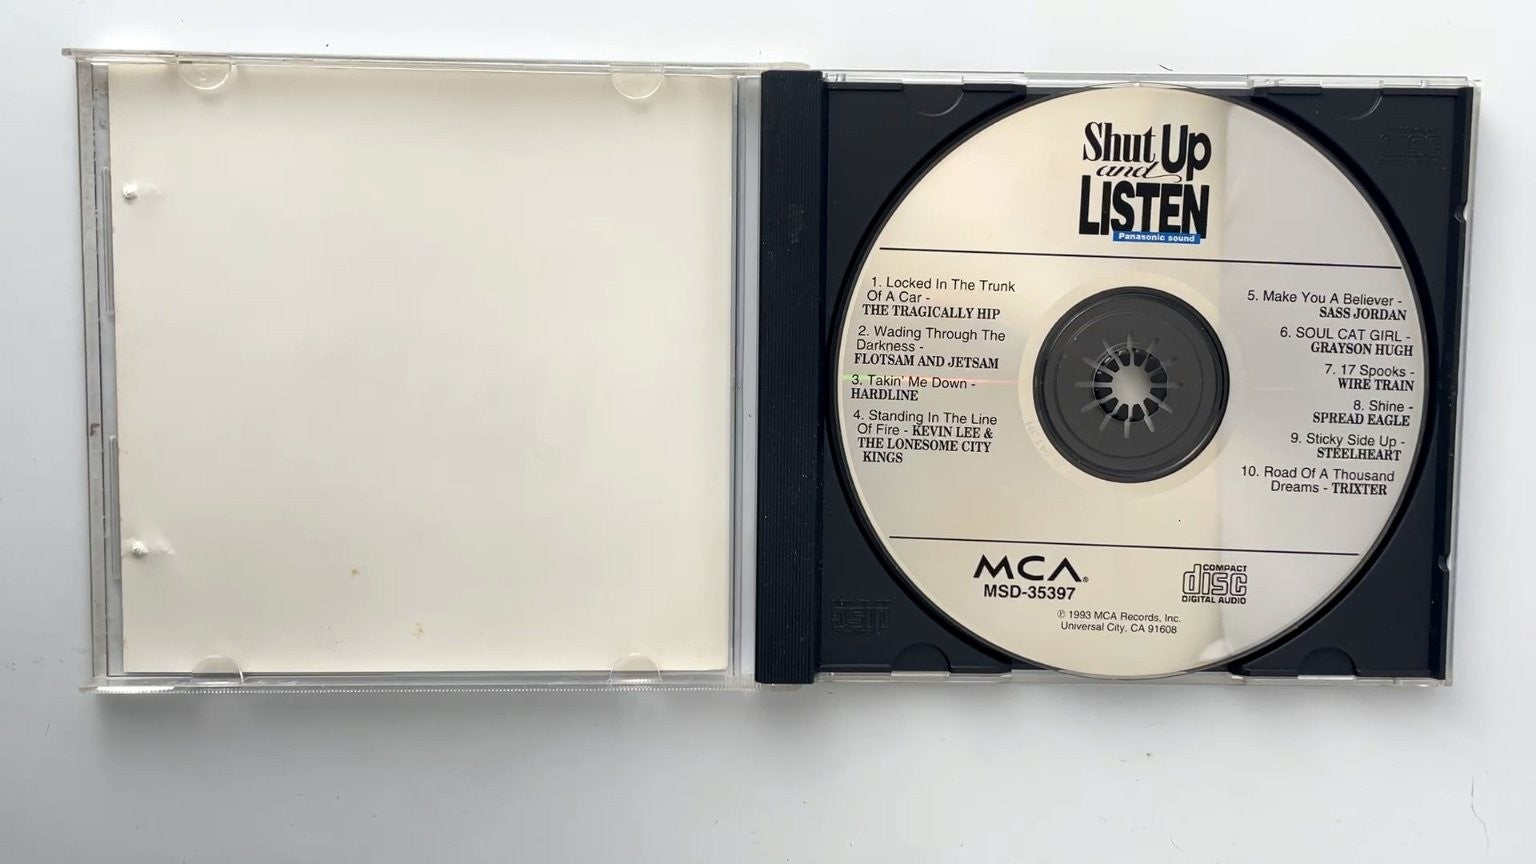 Shut Up
and
LISTEN
Panasonic sound
1. Locked In The Trunk
Of A Car -
THE TRAGICALLY HIP
2. Wading Through The
Darkness -
FLOTSAM AND JETSAM
3. Takin' Me Down -
HARDLINE
4. Standing In The Line
Of Fire - KEVIN LEE &
THE LONESOME CITY
KINGS
5. Make You A Believer -
SASS JORDAN
6. SOUL CAT GIRL -
GRAYSON HUGH
7. 17 Spooks -
WIRE TRAIN
8. Shine -
SPREAD EAGLE
9. Sticky Side Up -
STEELHEART
10. Road Of A Thousand
Dreams - TRIXTER
MCA®
MSD-35397
COMPACT
disc
DIGITAL AUDIO
℗ 1993 MCA Records, Inc.
Universal City, CA 91608
disc